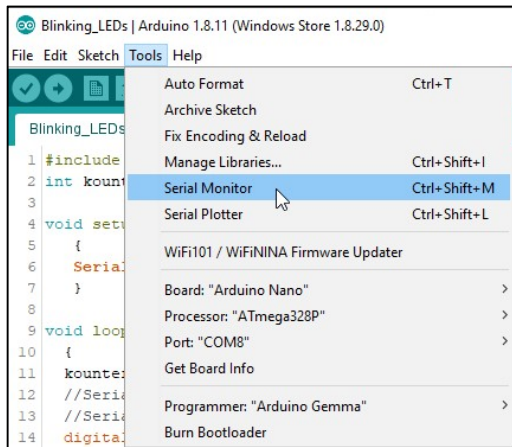 Blinking_LEDs | Arduino 1.8.11 (Windows Store 1.8.29.0)
File Edit Sketch Tools Help
Auto Format Ctrl+T
Archive Sketch
Fix Encoding & Reload
Manage Libraries... Ctrl+Shift+I
Serial Monitor Ctrl+Shift+M
Serial Plotter Ctrl+Shift+L
WiFi101 / WiFiNINA Firmware Updater
Board: "Arduino Nano"
Processor: "ATmega328P"
Port: "COM8"
Get Board Info
Programmer: "Arduino Gemma"
Burn Bootloader
Blinking_LEDs
1 #include
2 int kount
3
4 void setu
5 {
6 Serial
7 }
8
9 void loop
10 {
11 kounter
12 //Seria
13 //Seria
14 digital